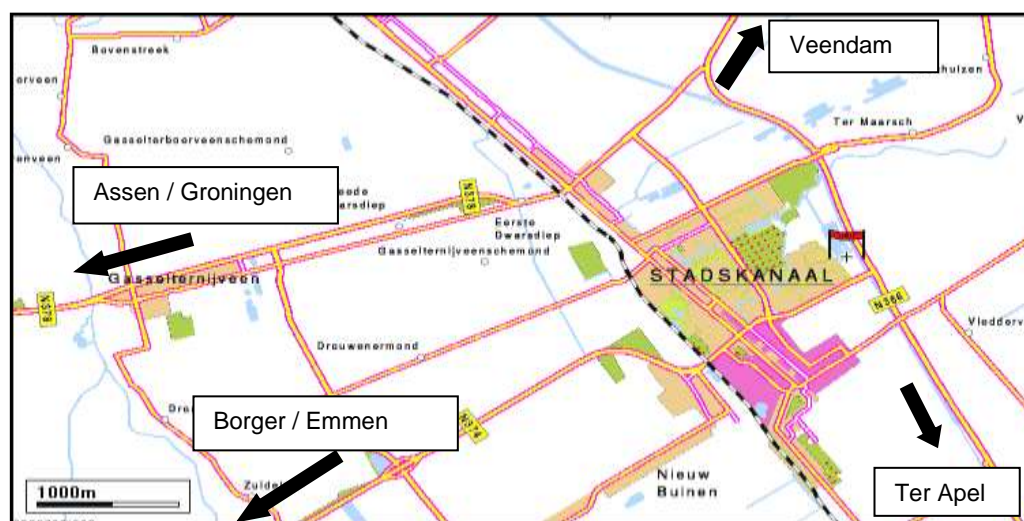 Veendam
Bovenstreek
Ter Maarsch
Gasselterboerveenschemond
Assen / Groningen
N378
Eerste
Dwarsdiep
Gasselternijveenschemond
STADSKANAAL
Gasselternijveen
N378
N366
Drouwenermond
Borger / Emmen
N374
1000m
Nieuw
Buinen
Ter Apel